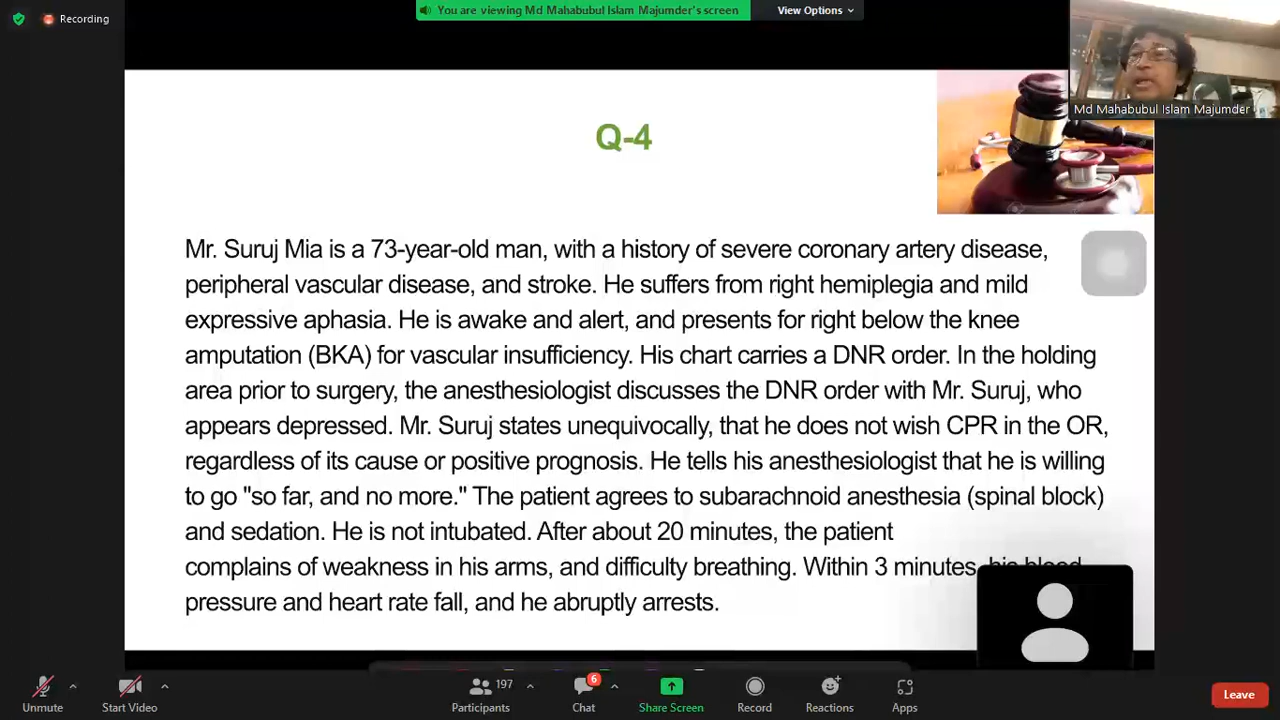 Recording
You are viewing Md Mahabubul Islam Majumder's screen
View Options
Md Mahabubul Islam Majumder
Q-4
Mr. Suruj Mia is a 73-year-old man, with a history of severe coronary artery disease,
peripheral vascular disease, and stroke. He suffers from right hemiplegia and mild
expressive aphasia. He is awake and alert, and presents for right below the knee
amputation (BKA) for vascular insufficiency. His chart carries a DNR order. In the holding
area prior to surgery, the anesthesiologist discusses the DNR order with Mr. Suruj, who
appears depressed. Mr. Suruj states unequivocally, that he does not wish CPR in the OR,
regardless of its cause or positive prognosis. He tells his anesthesiologist that he is willing
to go "so far, and no more." The patient agrees to subarachnoid anesthesia (spinal block)
and sedation. He is not intubated. After about 20 minutes, the patient
complains of weakness in his arms, and difficulty breathing. Within 3 minutes, his blood
pressure and heart rate fall, and he abruptly arrests.
197
6
Unmute
Start Video
Participants
Chat
Share Screen
Record
Reactions
Apps
Leave